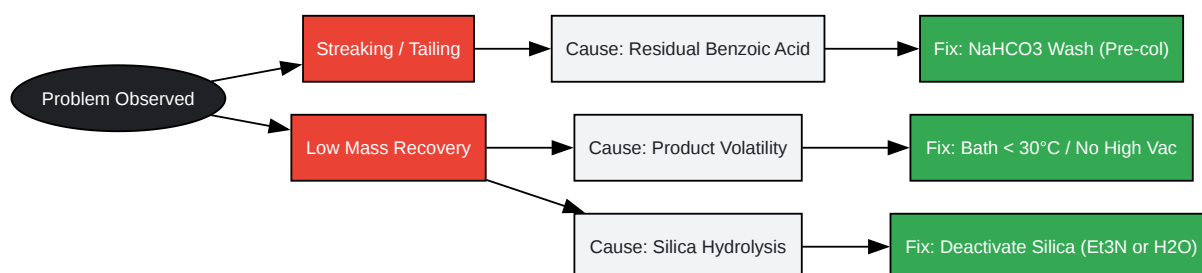 Streaking / Tailing
Cause: Residual Benzoic Acid
Fix: NaHCO3 Wash (Pre-col)
Problem Observed
Low Mass Recovery
Cause: Product Volatility
Fix: Bath < 30°C / No High Vac
Cause: Silica Hydrolysis
Fix: Deactivate Silica (Et3N or H2O)